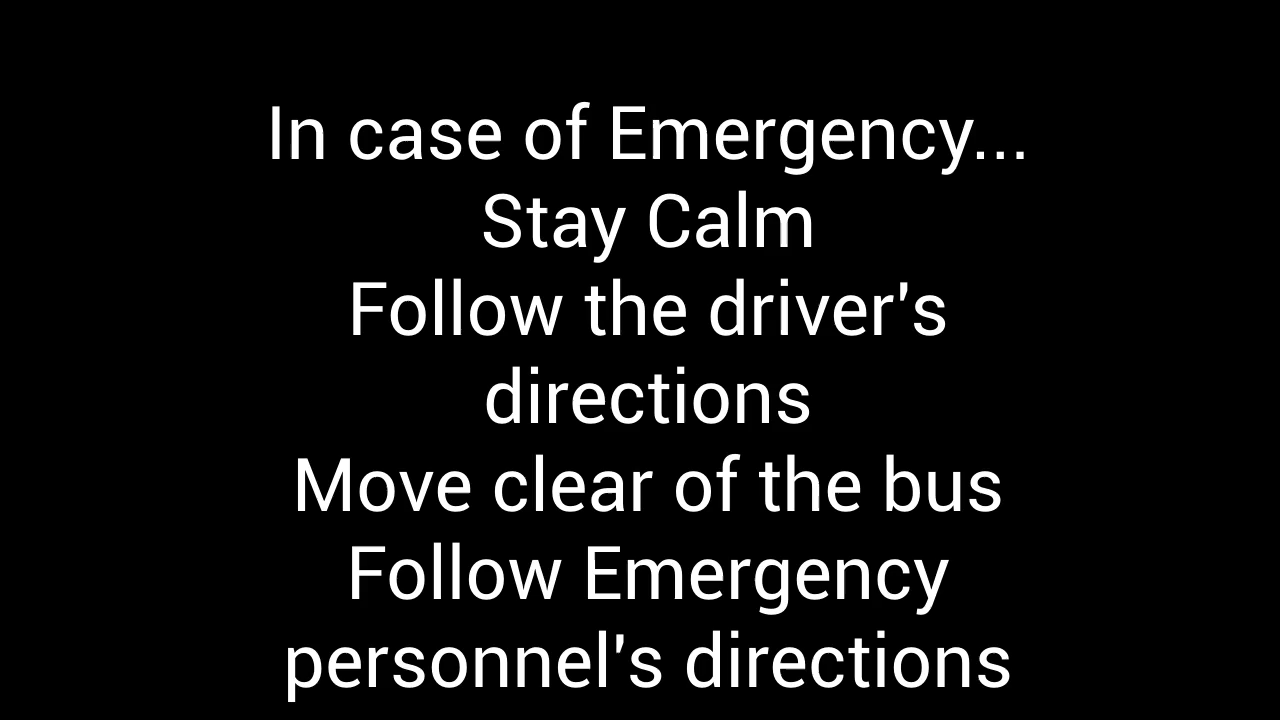 In case of Emergency...
Stay Calm
Follow the driver's
directions
Move clear of the bus
Follow Emergency
personnel's directions